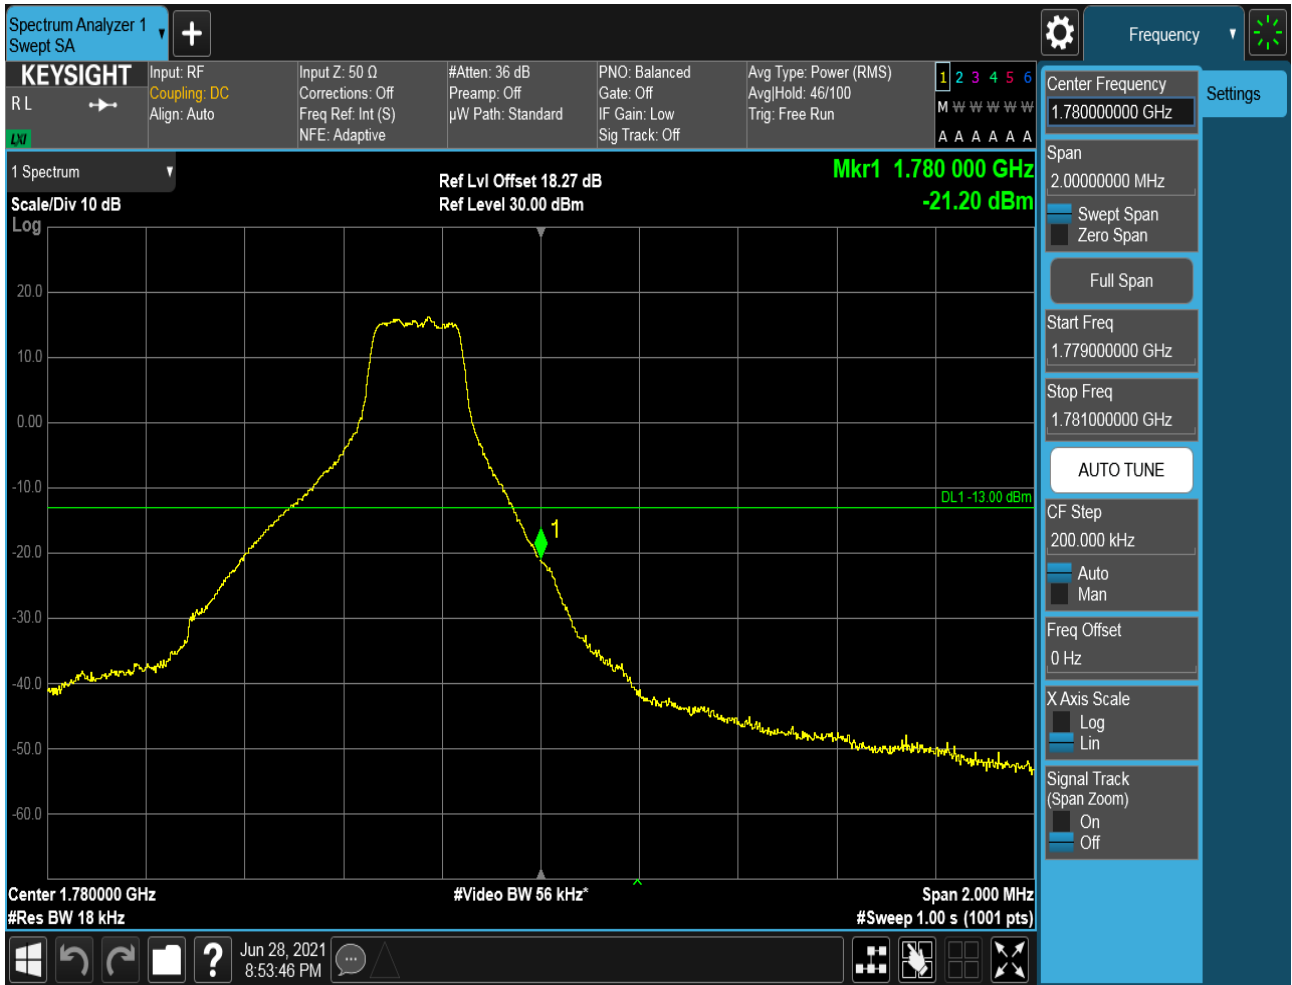 Spectrum Analyzer 1
Swept SA
Frequency
KEYSIGHT
R L
LXI
Input: RF
Coupling: DC
Align: Auto
Input Z: 50 Ω
Corrections: Off
Freq Ref: Int (S)
NFE: Adaptive
#Atten: 36 dB
Preamp: Off
µW Path: Standard
PNO: Balanced
Gate: Off
IF Gain: Low
Sig Track: Off
Avg Type: Power (RMS)
Avg|Hold: 46/100
Trig: Free Run
1 2 3 4 5 6
M W W W W W
A A A A A A
1 Spectrum
Scale/Div 10 dB
Log
Ref Lvl Offset 18.27 dB
Ref Level 30.00 dBm
Mkr1 1.780 000 GHz
-21.20 dBm
20.0
10.0
0.00
-10.0
-20.0
-30.0
-40.0
-50.0
-60.0
DL1 -13.00 dBm
1
Center 1.780000 GHz
#Res BW 18 kHz
#Video BW 56 kHz*
Span 2.000 MHz
#Sweep 1.00 s (1001 pts)
Center Frequency
1.780000000 GHz
Settings
Span
2.00000000 MHz
Swept Span
Zero Span
Full Span
Start Freq
1.779000000 GHz
Stop Freq
1.781000000 GHz
AUTO TUNE
CF Step
200.000 kHz
Auto
Man
Freq Offset
0 Hz
X Axis Scale
Log
Lin
Signal Track
(Span Zoom)
On
Off
Jun 28, 2021
8:53:46 PM